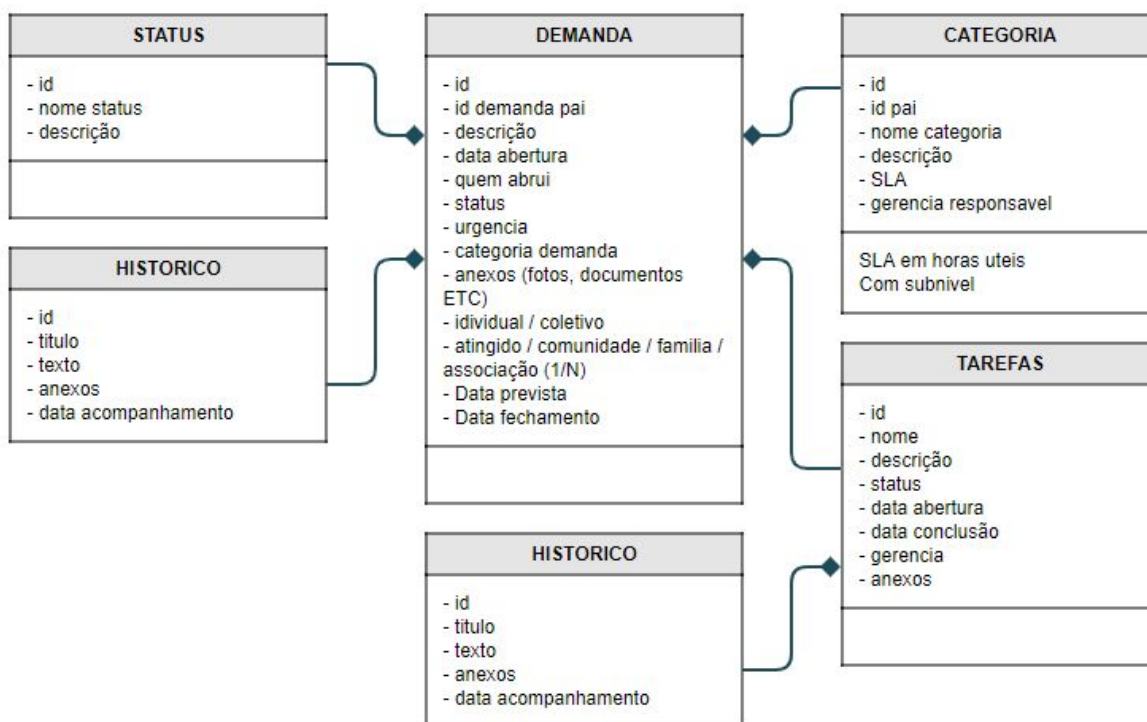 STATUS
- id
- nome status
- descrição
HISTORICO
- id
- titulo
- texto
- anexos
- data acompanhamento
DEMANDA
- id
- id demanda pai
- descrição
- data abertura
- quem abrui
- status
- urgencia
- categoria demanda
- anexos (fotos, documentos
ETC)
- idividual / coletivo
- atingido / comunidade / familia /
associação (1/N)
- Data prevista
- Data fechamento
HISTORICO
- id
- titulo
- texto
- anexos
- data acompanhamento
CATEGORIA
- id
- id pai
- nome categoria
- descrição
- SLA
- gerencia responsavel
SLA em horas uteis
Com subnivel
TAREFAS
- id
- nome
- descrição
- status
- data abertura
- data conclusão
- gerencia
- anexos